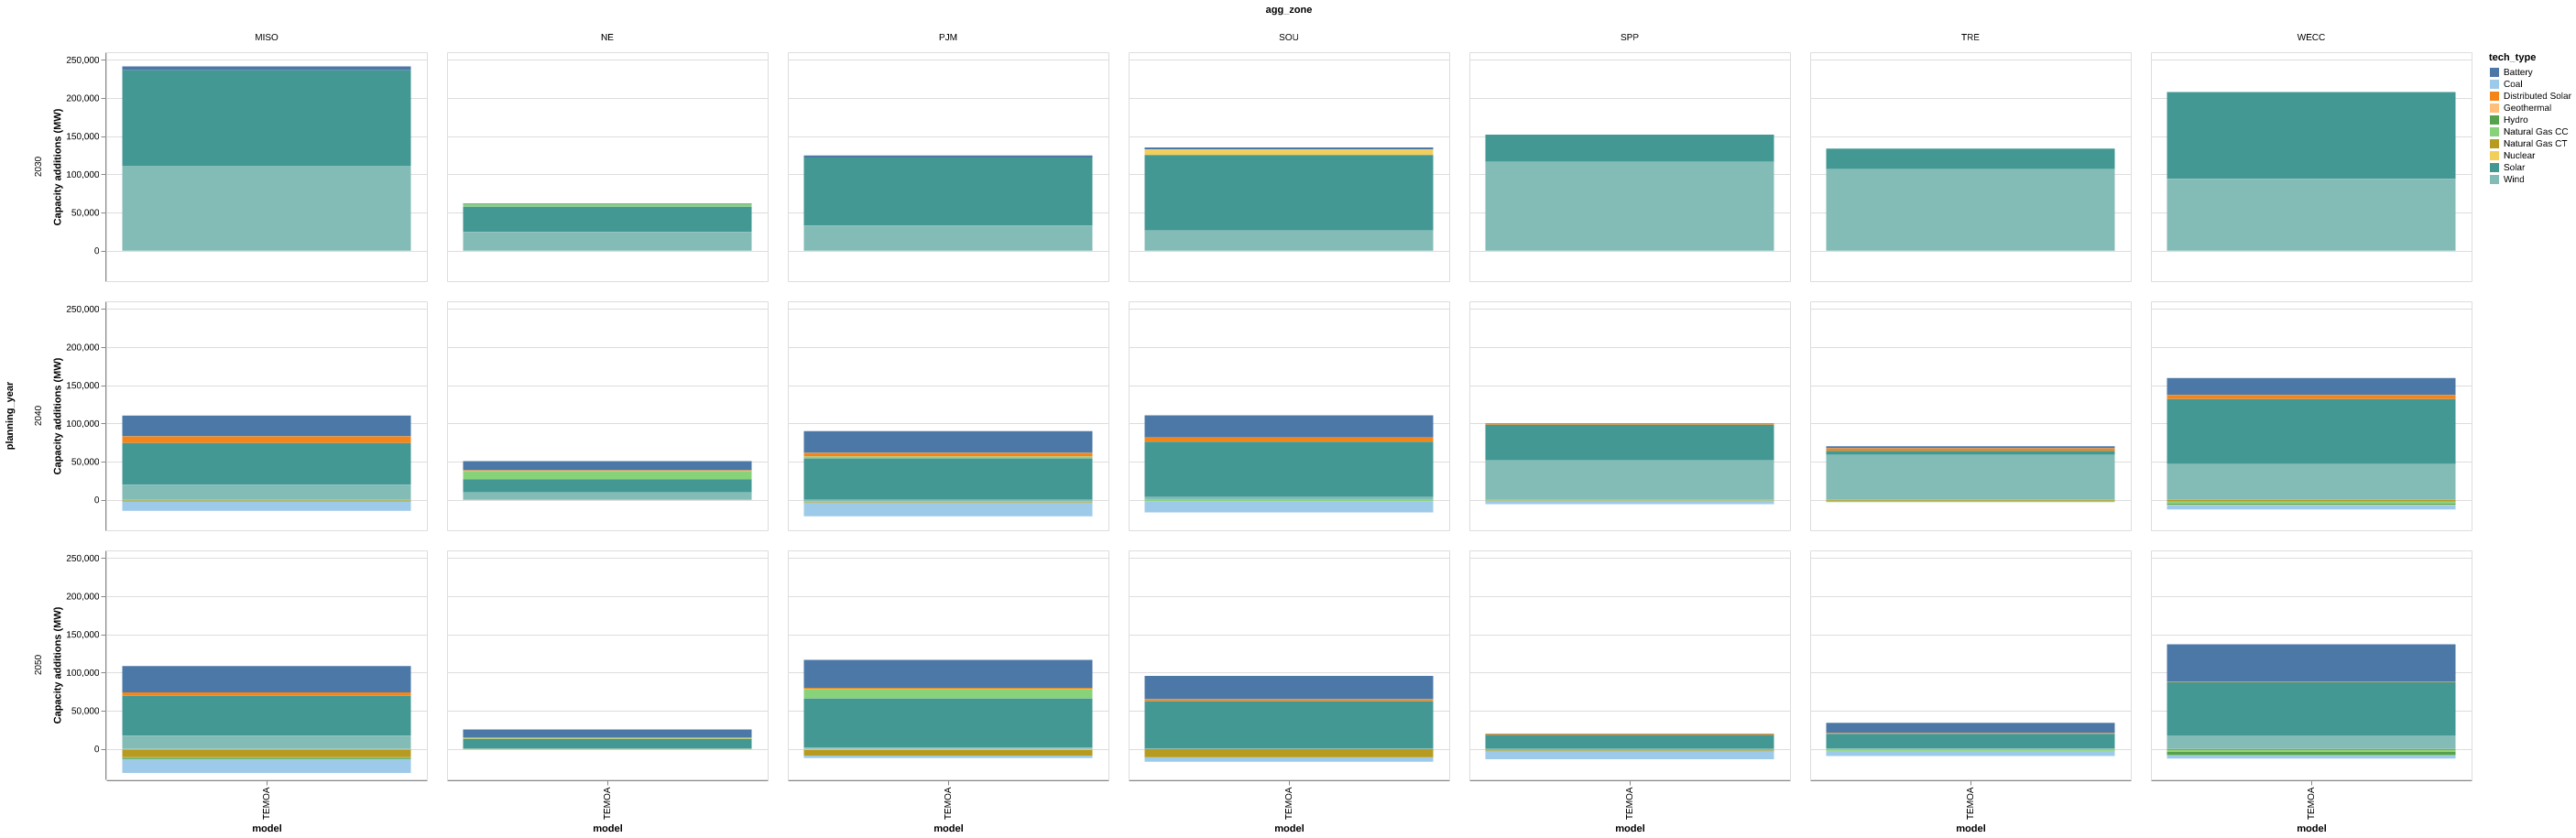 agg_zone
MISO NE PJM SOU SPP TRE WECC
tech_type
Battery
Coal
Distributed Solar
Geothermal
Hydro
Natural Gas CC
Natural Gas CT
Nuclear
Solar
Wind
planning_year
2030
Capacity additions (MW)
250,000
200,000
150,000
100,000
50,000
0
2040
Capacity additions (MW)
250,000
200,000
150,000
100,000
50,000
0
2050
Capacity additions (MW)
250,000
200,000
150,000
100,000
50,000
0
TEMOA TEMOA TEMOA TEMOA TEMOA TEMOA TEMOA
model model model model model model model